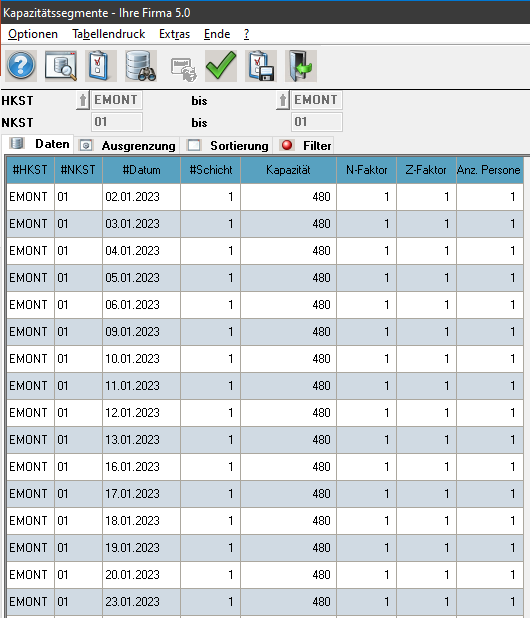 Kapazitätssegmente - Ihre Firma 5.0
Optionen Tabellendruck Extras Ende ?
HKST EMONT bis EMONT
NKST 01 bis 01
Daten Ausgrenzung Sortierung Filter
#HKST #NKST #Datum #Schicht Kapazität N-Faktor Z-Faktor Anz. Persone
EMONT 01 02.01.2023 1 480 1 1 1
EMONT 01 03.01.2023 1 480 1 1 1
EMONT 01 04.01.2023 1 480 1 1 1
EMONT 01 05.01.2023 1 480 1 1 1
EMONT 01 06.01.2023 1 480 1 1 1
EMONT 01 09.01.2023 1 480 1 1 1
EMONT 01 10.01.2023 1 480 1 1 1
EMONT 01 11.01.2023 1 480 1 1 1
EMONT 01 12.01.2023 1 480 1 1 1
EMONT 01 13.01.2023 1 480 1 1 1
EMONT 01 16.01.2023 1 480 1 1 1
EMONT 01 17.01.2023 1 480 1 1 1
EMONT 01 18.01.2023 1 480 1 1 1
EMONT 01 19.01.2023 1 480 1 1 1
EMONT 01 20.01.2023 1 480 1 1 1
EMONT 01 23.01.2023 1 480 1 1 1